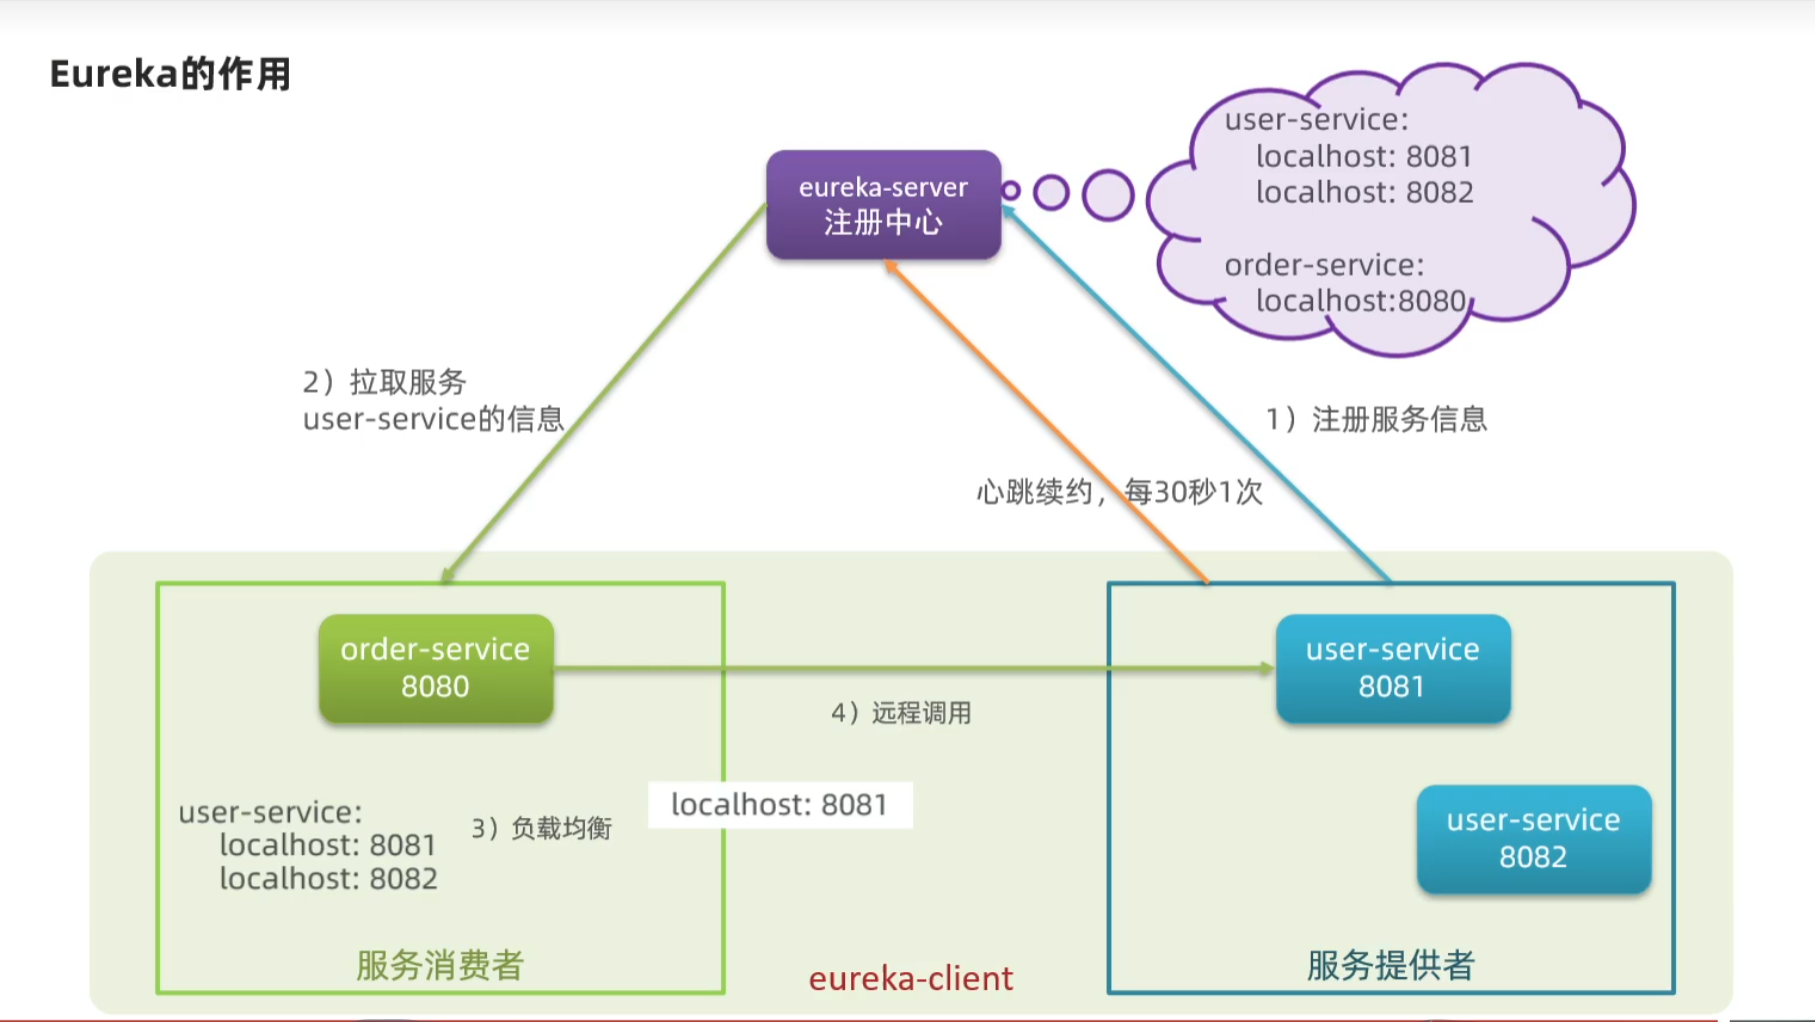 Eureka的作用
eureka-server
注册中心
user-service:
localhost: 8081
localhost: 8082
order-service:
localhost:8080
2）拉取服务
user-service的信息
1）注册服务信息
心跳续约，每30秒1次
order-service
8080
user-service
8081
4）远程调用
user-service:
localhost: 8081
localhost: 8082
3）负载均衡
localhost: 8081
user-service
8082
服务消费者
eureka-client
服务提供者